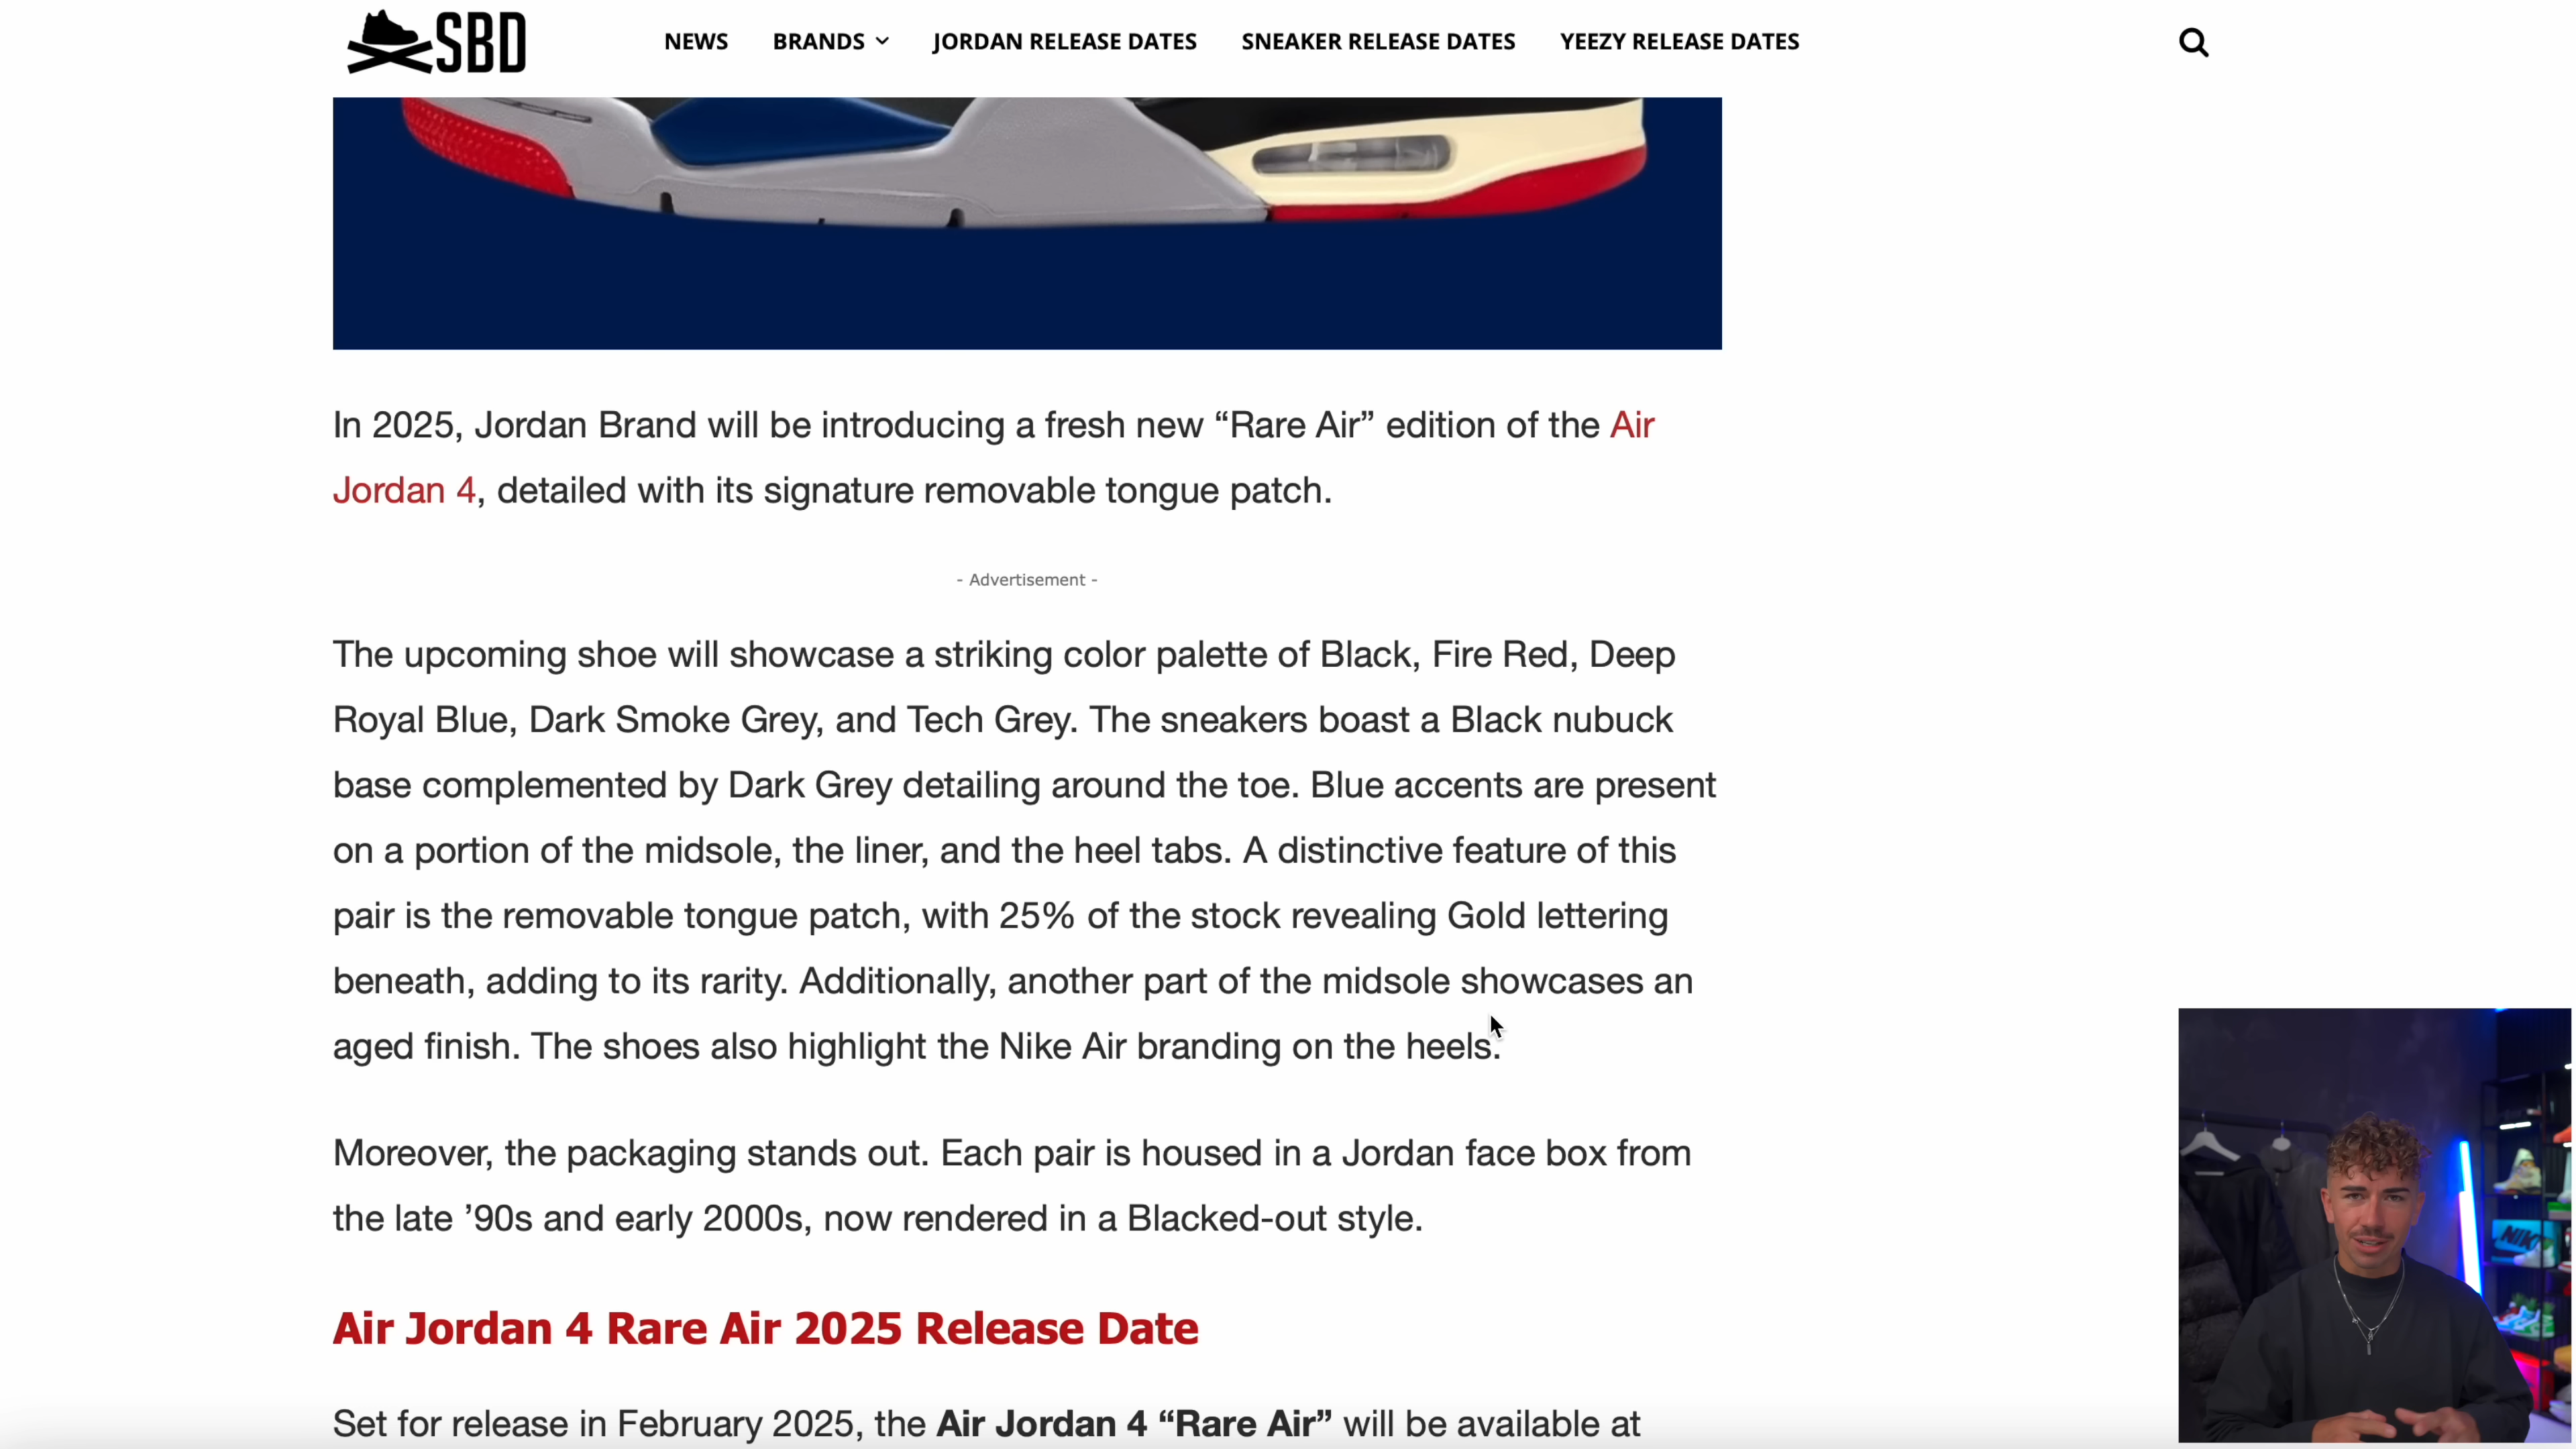 SBD
NEWS
BRANDS
JORDAN RELEASE DATES
SNEAKER RELEASE DATES
YEEZY RELEASE DATES
In 2025, Jordan Brand will be introducing a fresh new “Rare Air” edition of the Air
Jordan 4, detailed with its signature removable tongue patch.
- Advertisement -
The upcoming shoe will showcase a striking color palette of Black, Fire Red, Deep
Royal Blue, Dark Smoke Grey, and Tech Grey. The sneakers boast a Black nubuck
base complemented by Dark Grey detailing around the toe. Blue accents are present
on a portion of the midsole, the liner, and the heel tabs. A distinctive feature of this
pair is the removable tongue patch, with 25% of the stock revealing Gold lettering
beneath, adding to its rarity. Additionally, another part of the midsole showcases an
aged finish. The shoes also highlight the Nike Air branding on the heels.
Moreover, the packaging stands out. Each pair is housed in a Jordan face box from
the late ’90s and early 2000s, now rendered in a Blacked-out style.
Air Jordan 4 Rare Air 2025 Release Date
Set for release in February 2025, the Air Jordan 4 “Rare Air” will be available at
NIKE